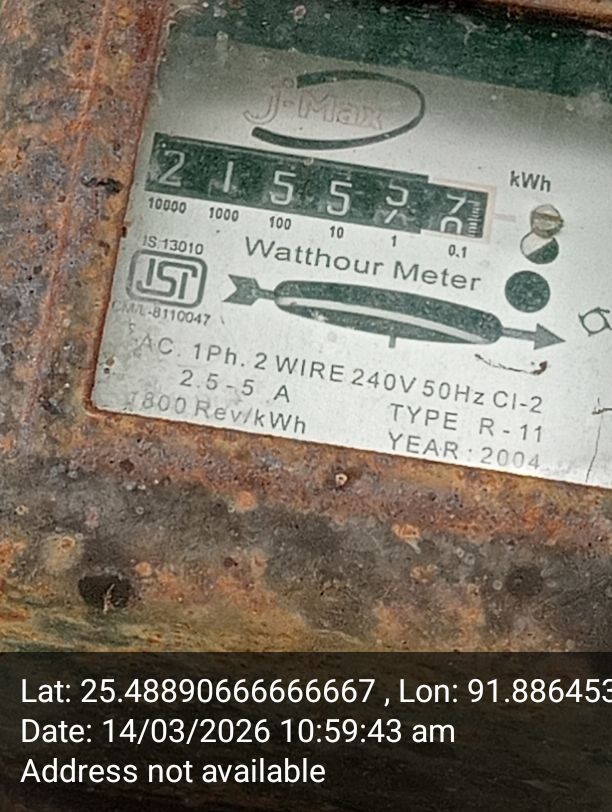 j-Max
kWh
2 1 5 5
10000 1000 100 10 1 0.1
IS:13010
Watthour Meter
ISI
CM/L-8110047
AC. 1Ph. 2 WIRE 240V 50Hz Cl-2
2.5-5 A TYPE R-11
1800 Rev/kWh YEAR : 2004
Lat: 25.48890666666667 , Lon: 91.886453
Date: 14/03/2026 10:59:43 am
Address not available